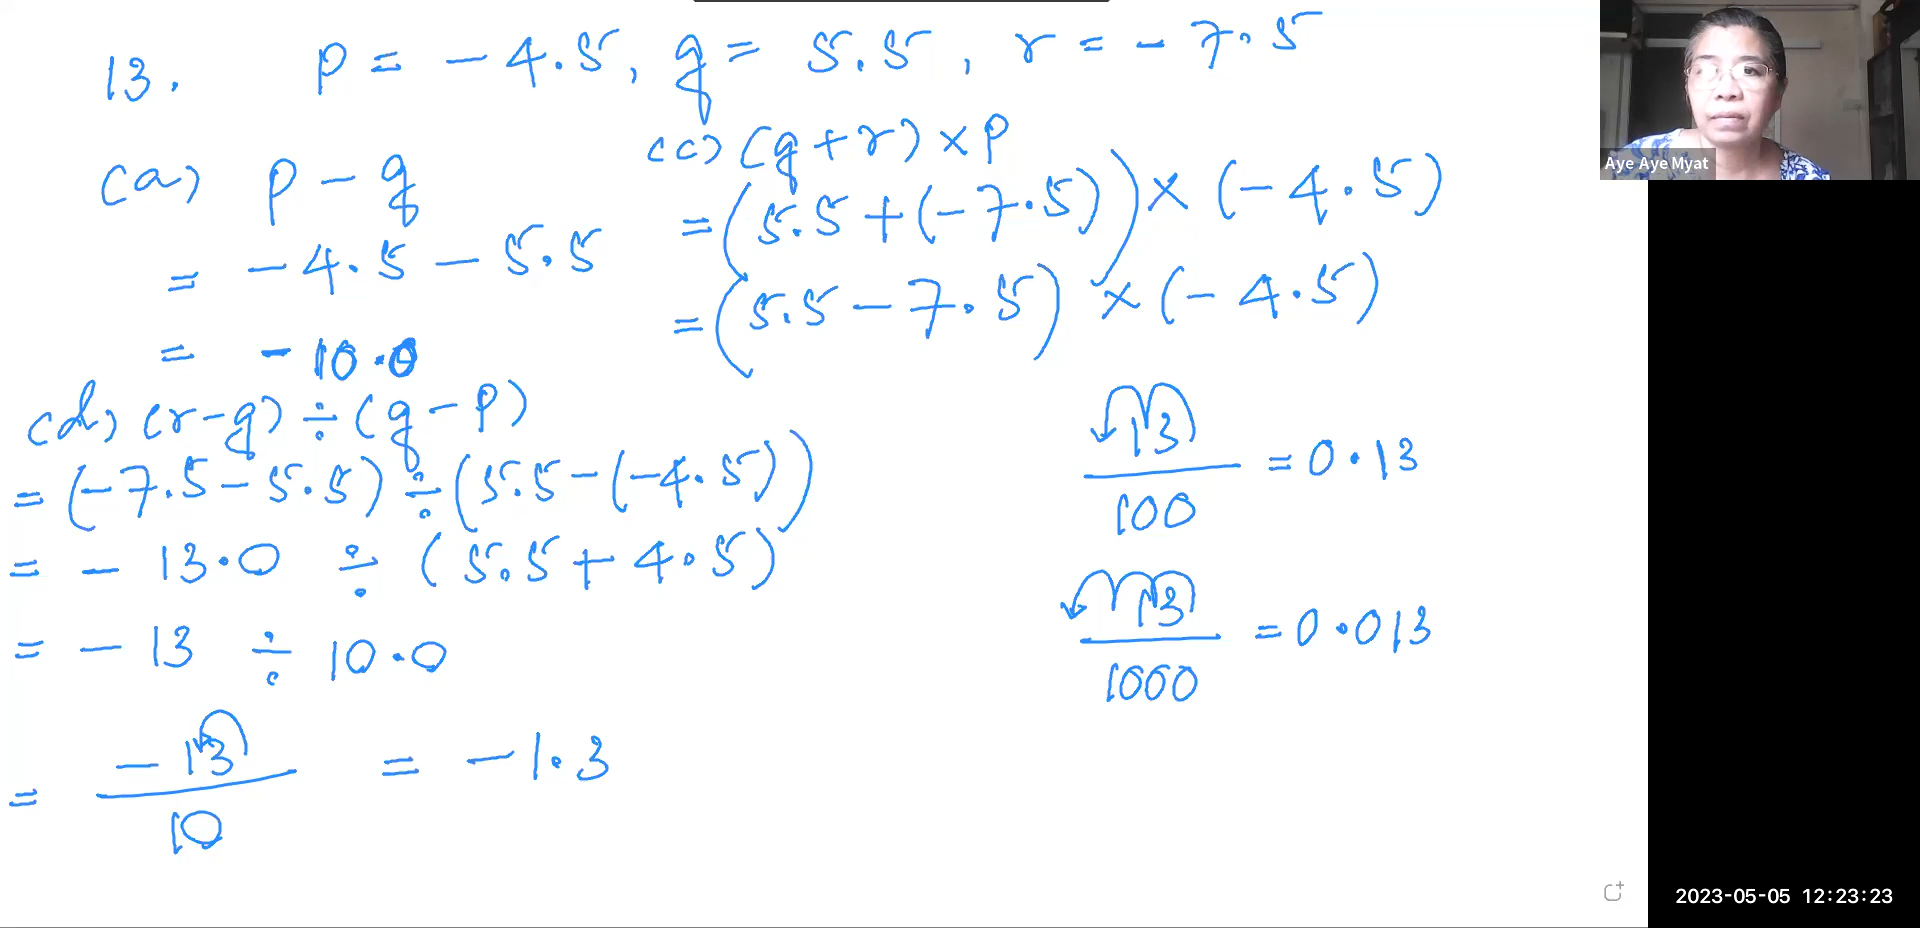 13. p = - 4.5, q = 5.5, r = - 7.5
(a) p - q
= - 4.5 - 5.5
= - 10.0
(c) (q + r) × p
= (5.5 + (- 7.5)) × (- 4.5)
= (5.5 - 7.5) × (- 4.5)
(d) (r - q) ÷ (q - p)
= (- 7.5 - 5.5) ÷ (5.5 - (- 4.5))
= - 13.0 ÷ (5.5 + 4.5)
= - 13 ÷ 10.0
= - 13 / 10 = - 1.3
13 / 100 = 0.13
13 / 1000 = 0.013
Aye Aye Myat
2023-05-05 12:23:23